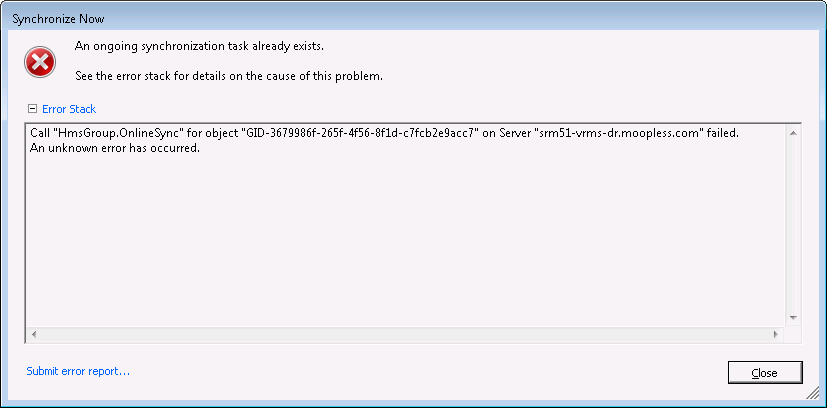 Synchronize Now
An ongoing synchronization task already exists.
See the error stack for details on the cause of this problem.
Error Stack
Call "HmsGroup.OnlineSync" for object "GID-3679986f-265f-4f56-8f1d-c7fcb2e9acc7" on Server "srm51-vrms-dr.moopless.com" failed.
An unknown error has occurred.
Submit error report...
Close